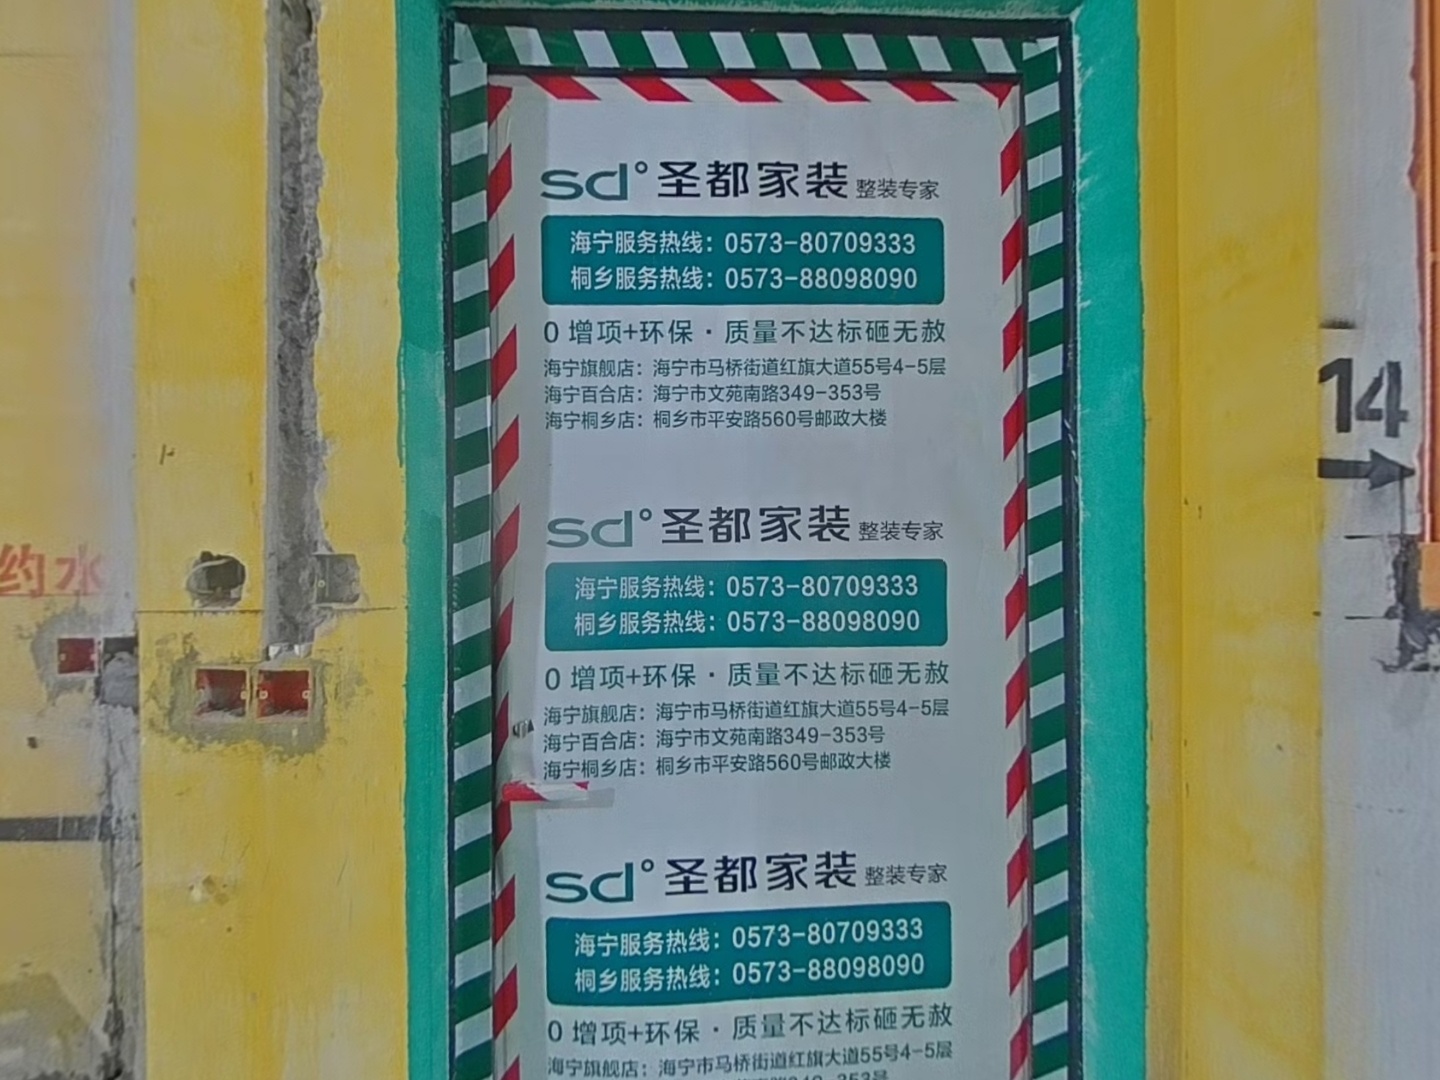 sd°圣都家装 整装专家
海宁服务热线：0573-80709333
桐乡服务热线：0573-88098090
0 增项+环保·质量不达标砸无赦
海宁旗舰店：海宁市马桥街道红旗大道55号4-5层
海宁百合店：海宁市文苑南路349-353号
海宁桐乡店：桐乡市平安路560号邮政大楼
14
sd°圣都家装 整装专家
海宁服务热线：0573-80709333
桐乡服务热线：0573-88098090
0 增项+环保·质量不达标砸无赦
海宁旗舰店：海宁市马桥街道红旗大道55号4-5层
海宁百合店：海宁市文苑南路349-353号
海宁桐乡店：桐乡市平安路560号邮政大楼
约水
sd°圣都家装 整装专家
海宁服务热线：0573-80709333
桐乡服务热线：0573-88098090
0 增项+环保·质量不达标砸无赦
海宁旗舰店：海宁市马桥街道红旗大道55号4-5层